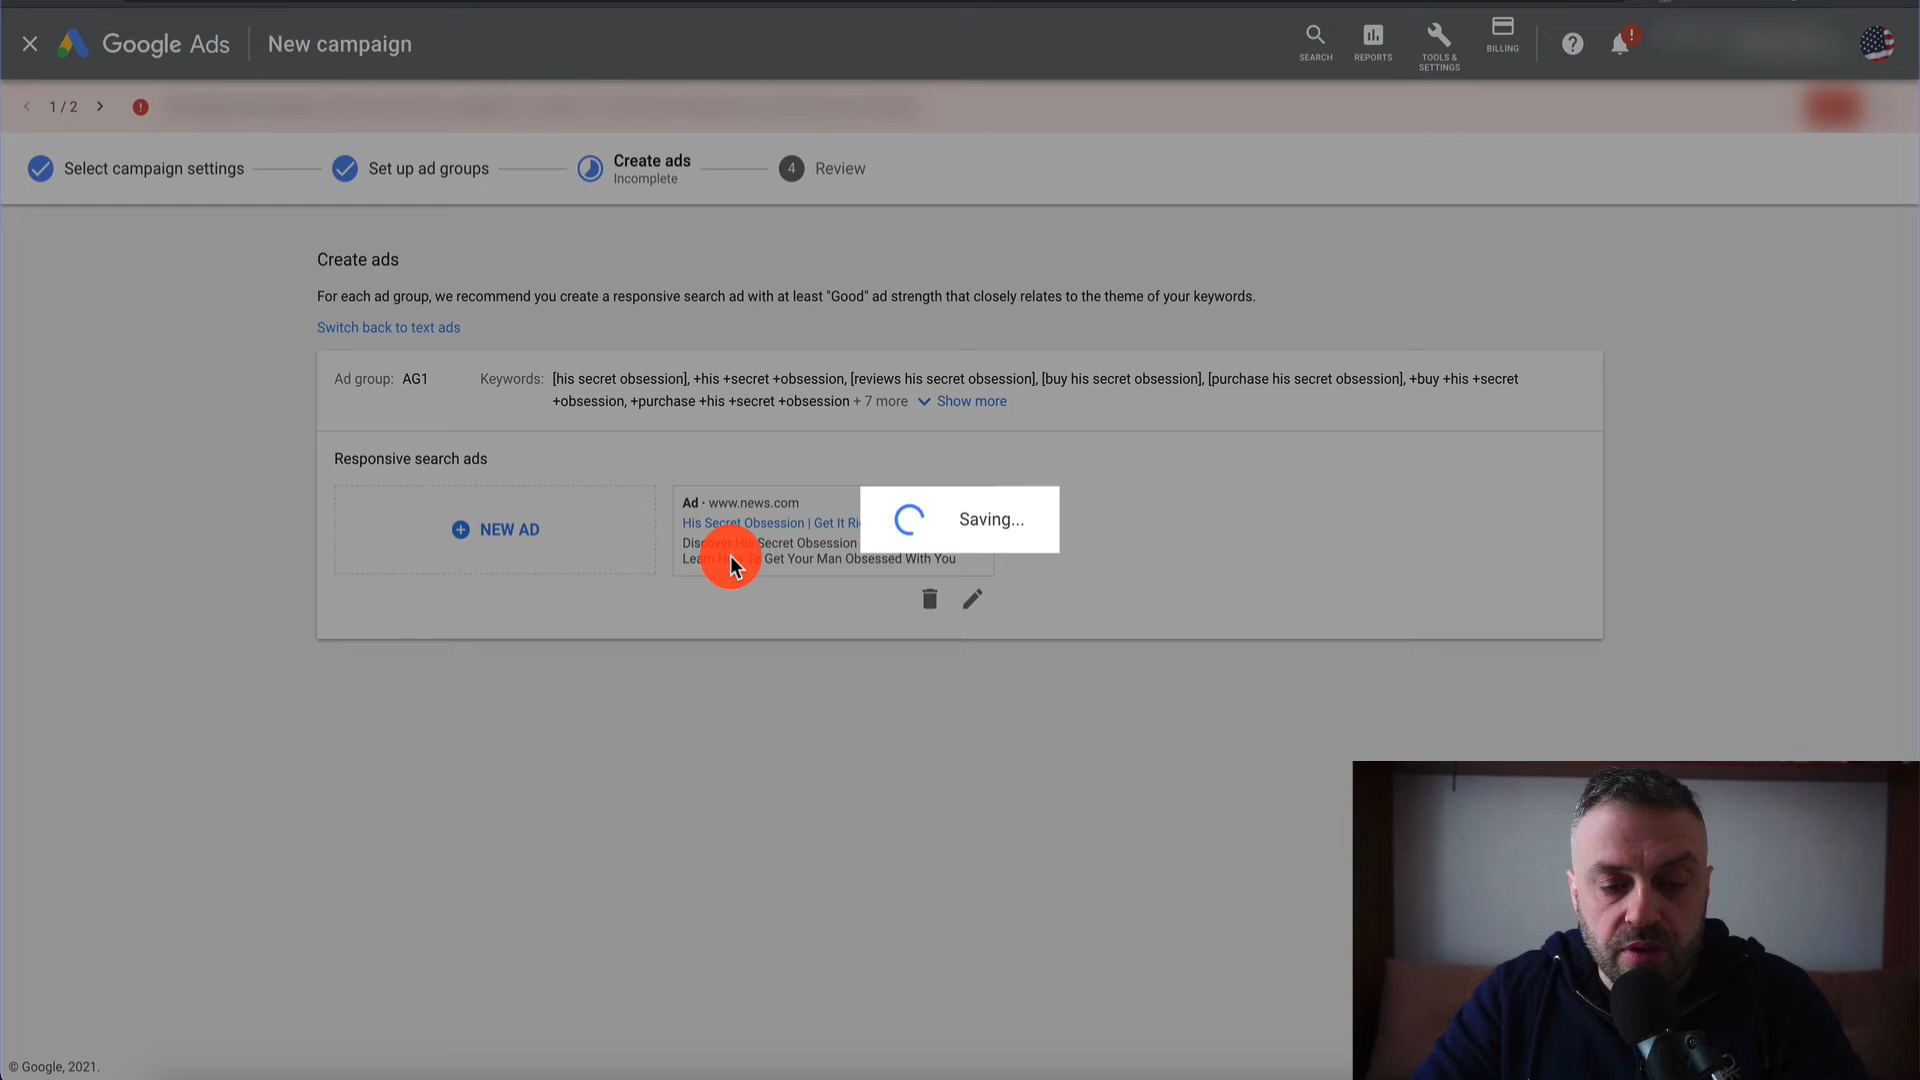 Google Ads
New campaign
SEARCH
REPORTS
TOOLS &
SETTINGS
BILLING
!
1 / 2
!
Select campaign settings
Set up ad groups
Create ads
Incomplete
4
Review
Create ads
For each ad group, we recommend you create a responsive search ad with at least "Good" ad strength that closely relates to the theme of your keywords.
Switch back to text ads
Ad group: AG1
Keywords: [his secret obsession], +his +secret +obsession, [reviews his secret obsession], [buy his secret obsession], [purchase his secret obsession], +buy +his +secret
+obsession, +purchase +his +secret +obsession + 7 more Show more
Responsive search ads
NEW AD
Ad · www.news.com
His Secret Obsession | Get It
Discover His Secret Obsession
Learn How To Get Your Man Obsessed With You
Saving...
© Google, 2021.